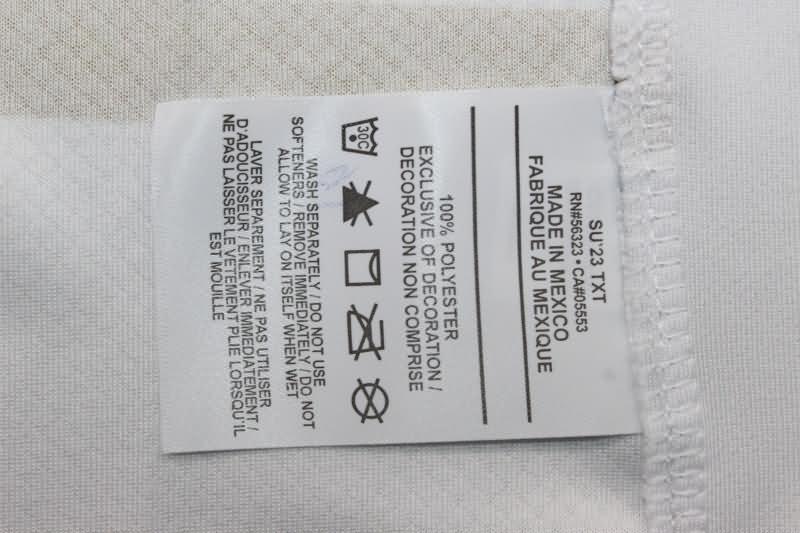 SU'23 TXT
RN#56323 • CA#05553
MADE IN MEXICO
FABRIQUE AU MEXIQUE
100% POLYESTER
EXCLUSIVE OF DECORATION /
DECORATION NON COMPRISE
30C
WASH SEPARATELY / DO NOT USE
SOFTENERS / REMOVE IMMEDIATELY / DO NOT
ALLOW TO LAY ON ITSELF WHEN WET
LAVER SEPAREMENT / NE PAS UTILISER
D'ADOUCISSEUR / ENLEVER IMMEDIATEMENT /
NE PAS LAISSER LE VETEMENT PLIE LORSQU'IL
EST MOUILLE